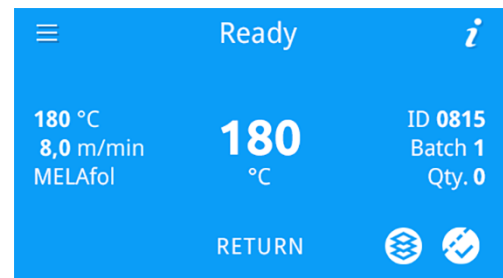 Ready
i
180 °C
8,0 m/min
MELAfol
180
°C
ID 0815
Batch 1
Qty. 0
RETURN